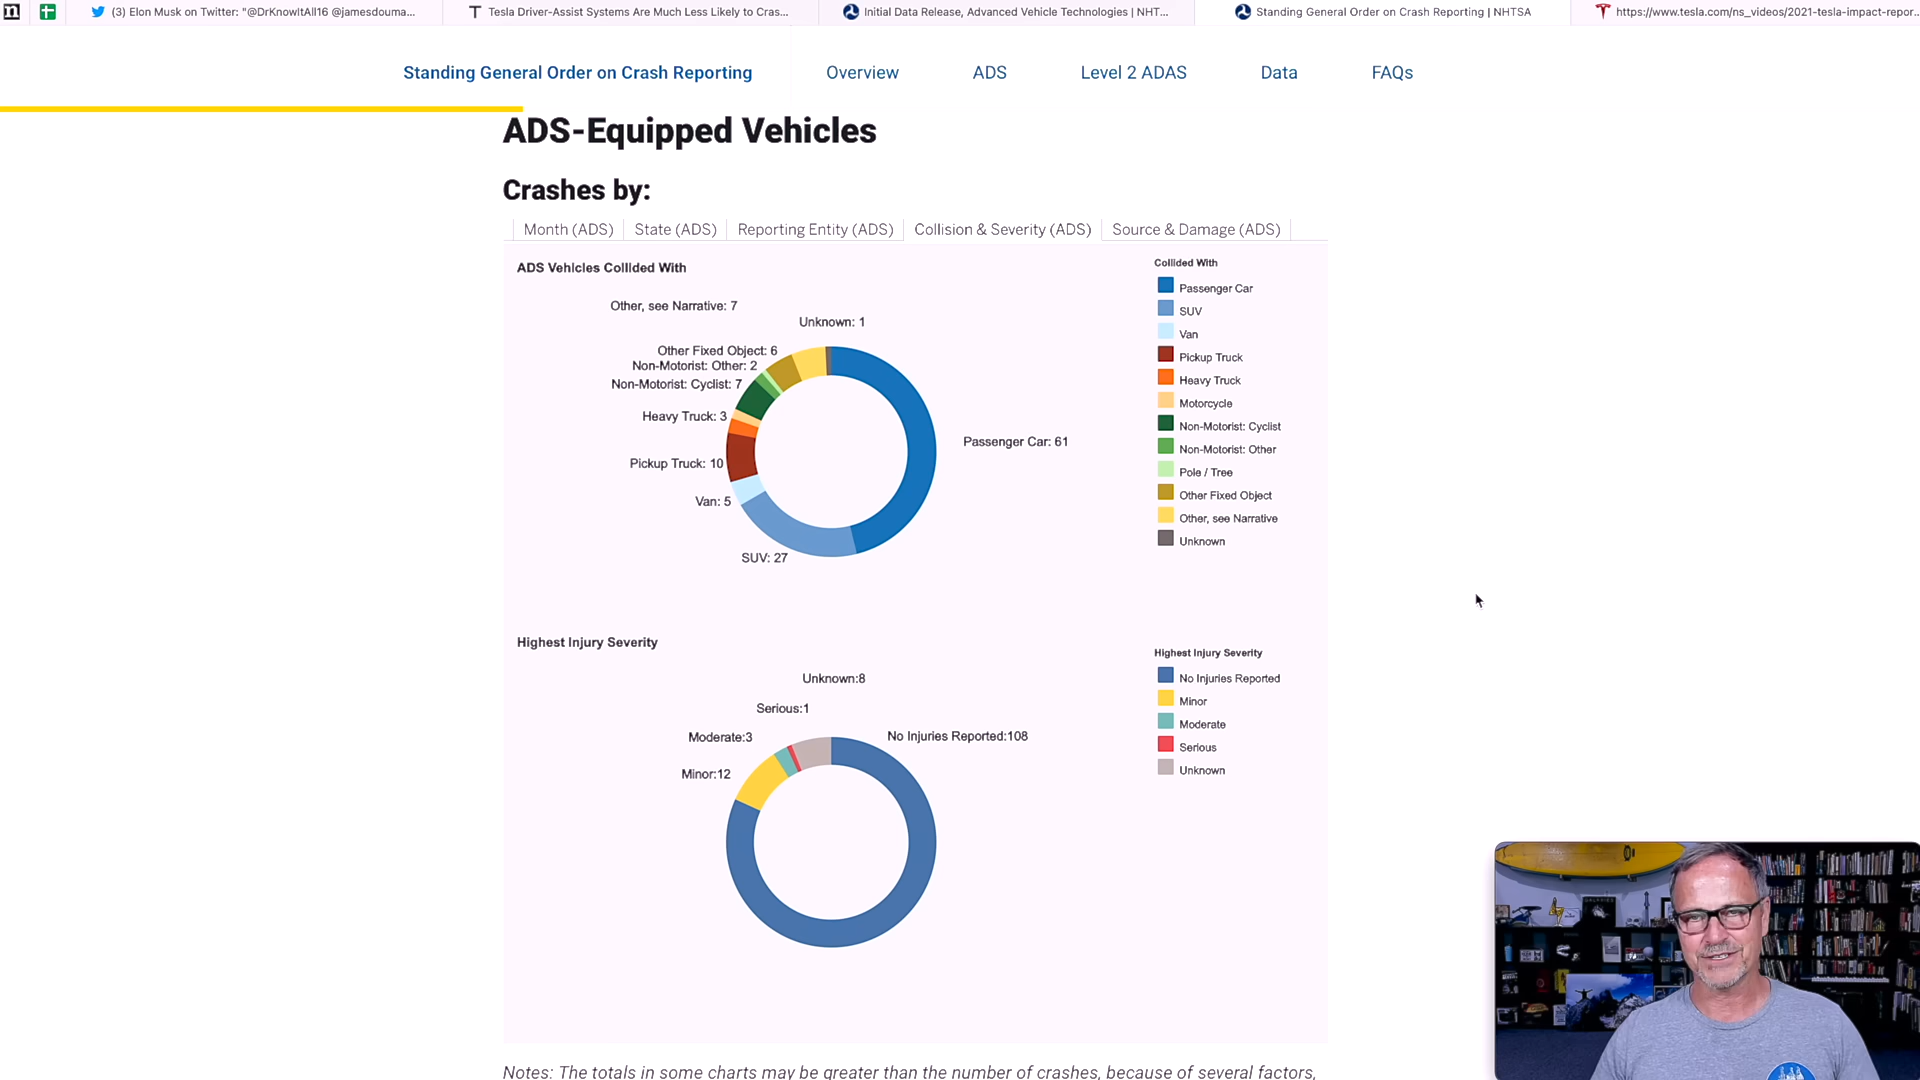 (3) Elon Musk on Twitter: "@DrKnowItAll16 @jamesdouma...
Tesla Driver-Assist Systems Are Much Less Likely to Cras...
Initial Data Release, Advanced Vehicle Technologies | NHT...
Standing General Order on Crash Reporting | NHTSA
https://www.tesla.com/ns_videos/2021-tesla-impact-repor...
Standing General Order on Crash Reporting
Overview
ADS
Level 2 ADAS
Data
FAQs
ADS-Equipped Vehicles
Crashes by:
Month (ADS)
State (ADS)
Reporting Entity (ADS)
Collision & Severity (ADS)
Source & Damage (ADS)
ADS Vehicles Collided With
Other, see Narrative: 7
Unknown: 1
Other Fixed Object: 6
Non-Motorist: Other: 2
Non-Motorist: Cyclist: 7
Heavy Truck: 3
Passenger Car: 61
Pickup Truck: 10
Van: 5
SUV: 27
Collided With
Passenger Car
SUV
Van
Pickup Truck
Heavy Truck
Motorcycle
Non-Motorist: Cyclist
Non-Motorist: Other
Pole / Tree
Other Fixed Object
Other, see Narrative
Unknown
Highest Injury Severity
Unknown:8
Serious:1
Moderate:3
No Injuries Reported:108
Minor:12
Highest Injury Severity
No Injuries Reported
Minor
Moderate
Serious
Unknown
Notes: The totals in some charts may be greater than the number of crashes, because of several factors,